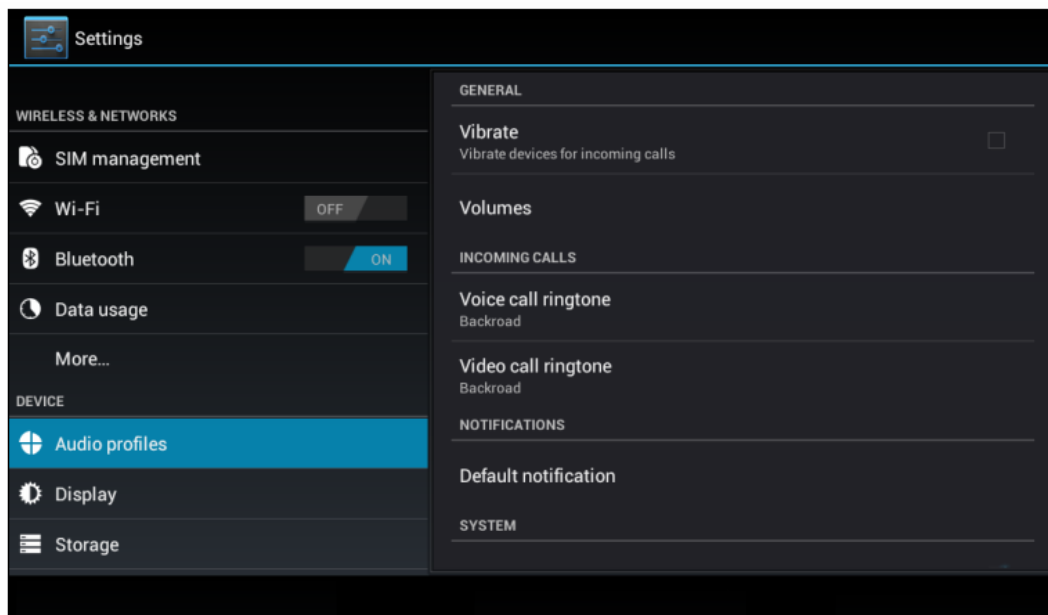 Settings
WIRELESS & NETWORKS
SIM management
Wi-Fi
OFF
Bluetooth
ON
Data usage
More...
DEVICE
Audio profiles
Display
Storage
GENERAL
Vibrate
Vibrate devices for incoming calls
Volumes
INCOMING CALLS
Voice call ringtone
Backroad
Video call ringtone
Backroad
NOTIFICATIONS
Default notification
SYSTEM